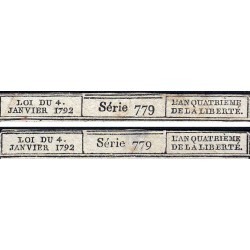 LOI DU 4. JANVIER 1792
Série 779
L'AN QUATRIÈME DE LA LIBERTÉ.
LOI DU 4. JANVIER 1792
Série 779
L'AN QUATRIÈME DE LA LIBERTÉ.